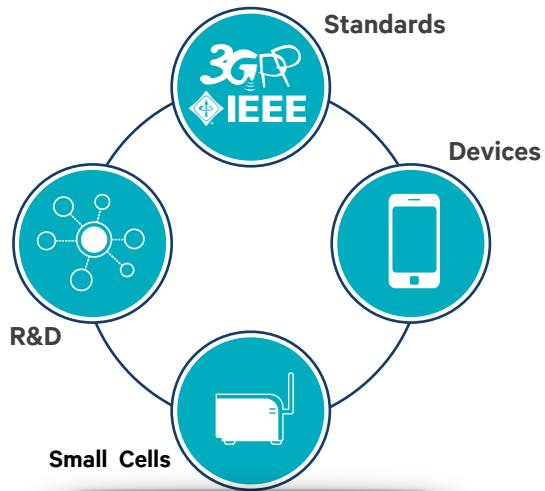 Standards
3GPP
IEEE
Devices
R&D
Small Cells